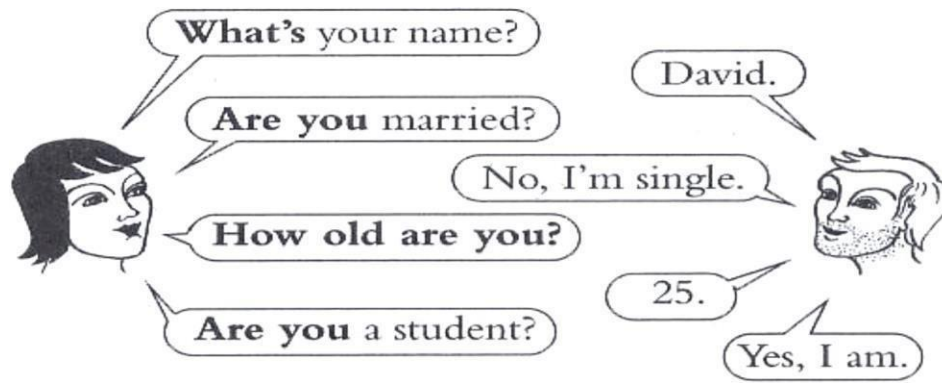 What's your name?
David.
Are you married?
No, I'm single.
How old are you?
25.
Are you a student?
Yes, I am.